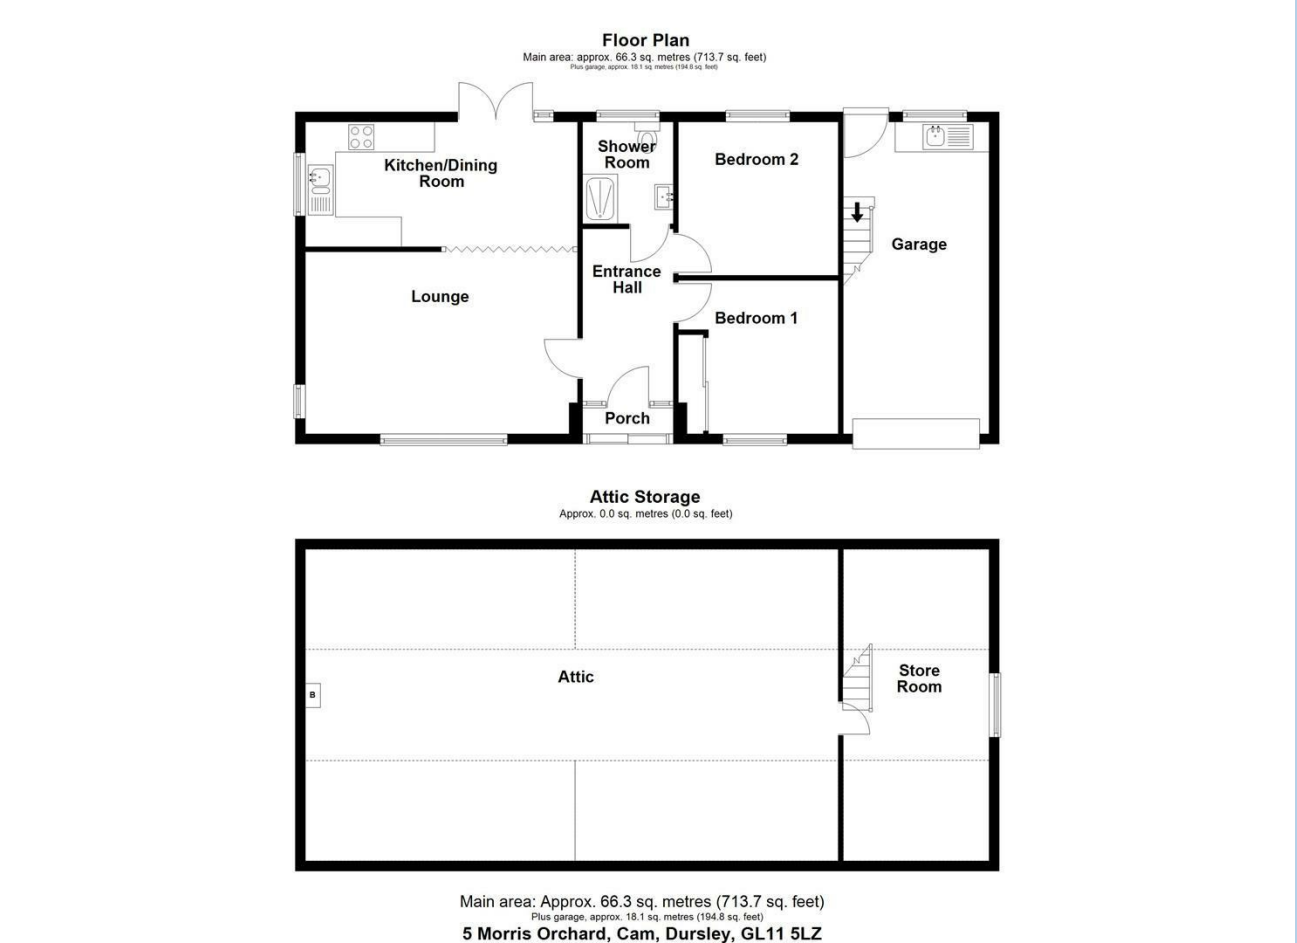 Floor Plan
Main area: approx. 66.3 sq. metres (713.7 sq. feet)
Plus garage, approx. 18.1 sq. metres (194.8 sq. feet)
Kitchen/Dining
Room
Shower
Room
Bedroom 2
Garage
Entrance
Hall
Lounge
Bedroom 1
N
Porch
Attic Storage
Approx. 0.0 sq. metres (0.0 sq. feet)
Attic
N
Store
Room
B
Main area: Approx. 66.3 sq. metres (713.7 sq. feet)
Plus garage, approx. 18.1 sq. metres (194.8 sq. feet)
5 Morris Orchard, Cam, Dursley, GL11 5LZ